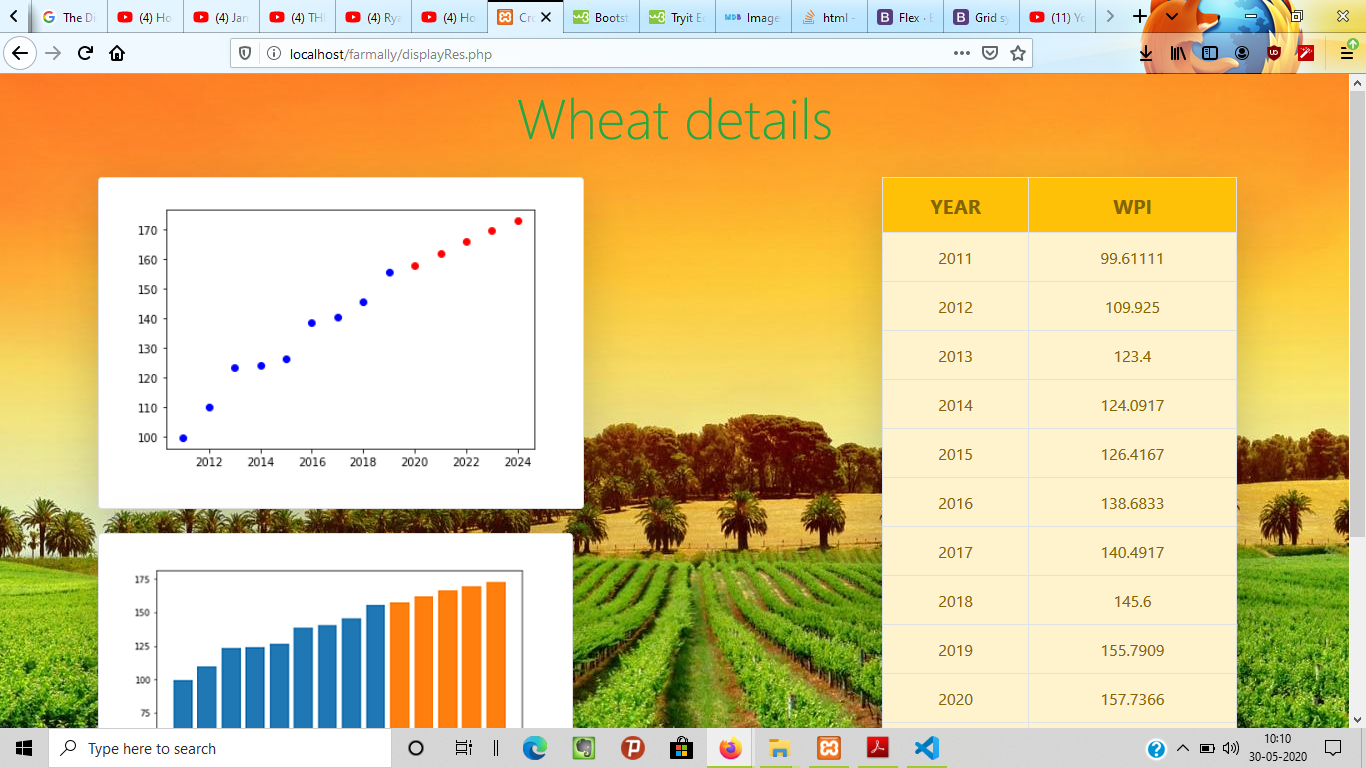 The Di
(4) Ho
(4) Jan
(4) TH
(4) Rya
(4) Ho
Cr
Bootst
Tryit E
Image
html -
Flex ·
Grid sy
(11) Yo
localhost/farmally/displayRes.php
Wheat details
170
160
150
140
130
120
110
100
2012 2014 2016 2018 2020 2022 2024
175
150
125
100
75
YEAR WPI
2011 99.61111
2012 109.925
2013 123.4
2014 124.0917
2015 126.4167
2016 138.6833
2017 140.4917
2018 145.6
2019 155.7909
2020 157.7366
Type here to search
10:10
30-05-2020